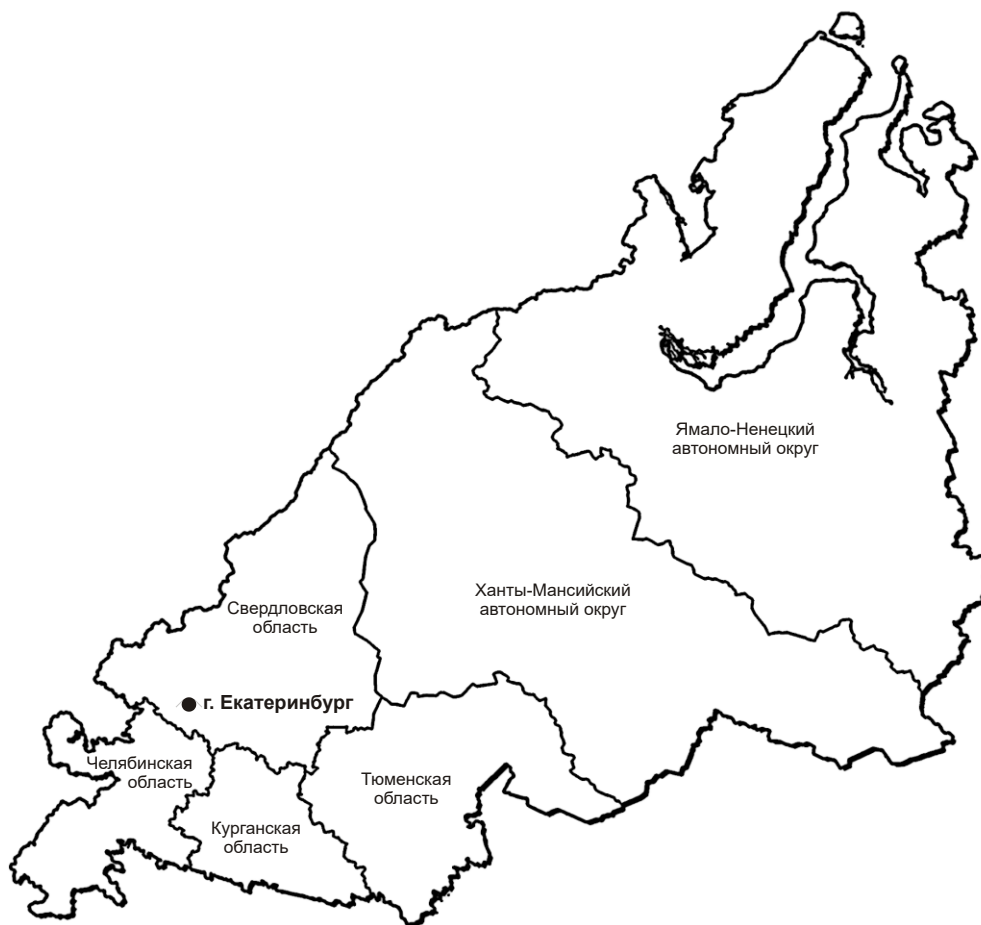 Ямало-Ненецкий
автономный округ
Ханты-Мансийский
автономный округ
Свердловская
область
г. Екатеринбург
Челябинская
область
Тюменская
область
Курганская
область